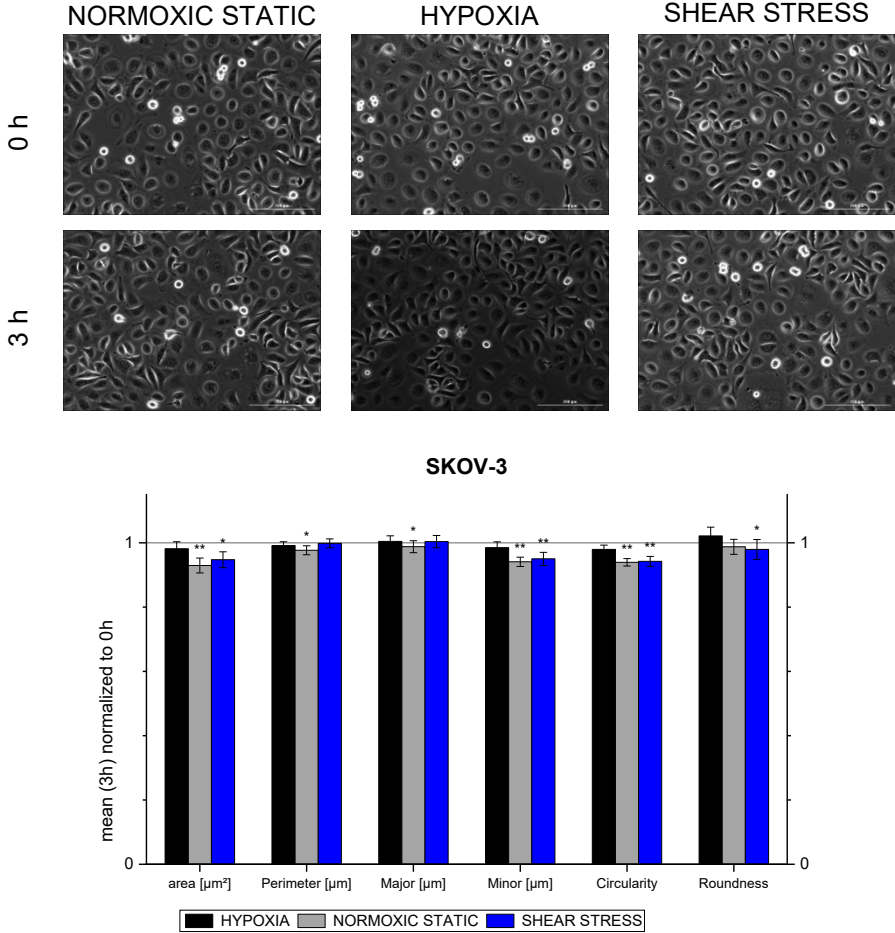 NORMOXIC STATIC HYPOXIA SHEAR STRESS
0 h
3 h
SKOV-3
mean (3h) normalized to 0h
1 1
** * * * ** ** ** ** *
0 0
area [µm²] Perimeter [µm] Major [µm] Minor [µm] Circularity Roundness
HYPOXIA NORMOXIC STATIC SHEAR STRESS